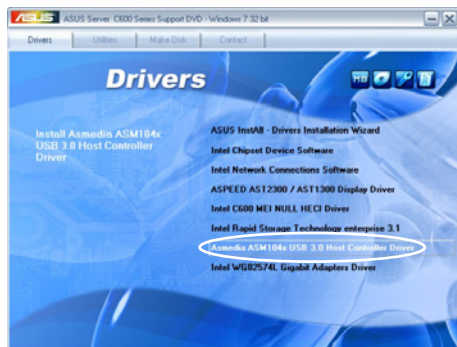 ASUS ASUS Server C600 Series Support DVD - Windows 7 32 bit
Drivers Utilities Make Disk Contact
Drivers
Install Asmedia ASM104x
USB 3.0 Host Controller
Driver
ASUS InstAll - Drivers Installation Wizard
Intel Chipset Device Software
Intel Network Connections Software
ASPEED AST2300 / AST1300 Display Driver
Intel C600 MEI NULL HECI Driver
Intel Rapid Storage Technology enterprise 3.1
Asmedia ASM104x USB 3.0 Host Controller Driver
Intel WG82574L Gigabit Adapters Driver